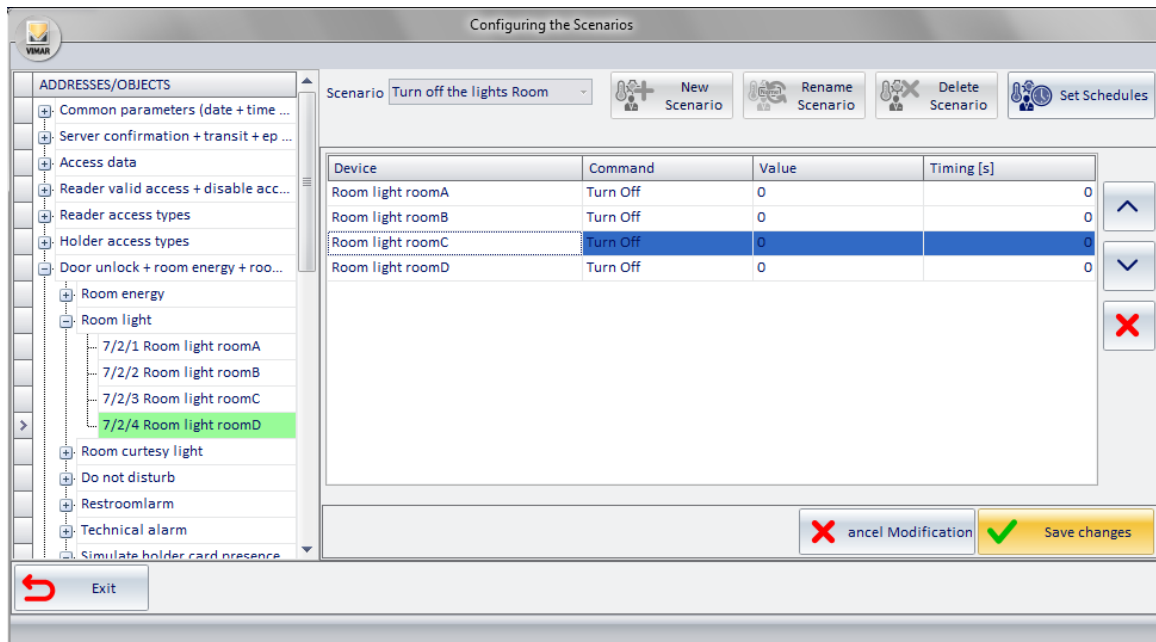 Configuring the Scenarios
VIMAR
ADDRESSES/OBJECTS
Common parameters (date + time ...
Server confirmation + transit + ep ...
Access data
Reader valid access + disable acc...
Reader access types
Holder access types
Door unlock + room energy + roo...
Room energy
Room light
7/2/1 Room light roomA
7/2/2 Room light roomB
7/2/3 Room light roomC
7/2/4 Room light roomD
Room curtesy light
Do not disturb
Restroomlarm
Technical alarm
Simulate holder card presence
Scenario Turn off the lights Room
New
Scenario
Rename
Scenario
Delete
Scenario
Set Schedules
Device Command Value Timing [s]
Room light roomA Turn Off 0 0
Room light roomB Turn Off 0 0
Room light roomC Turn Off 0 0
Room light roomD Turn Off 0 0
ancel Modification
Save changes
Exit